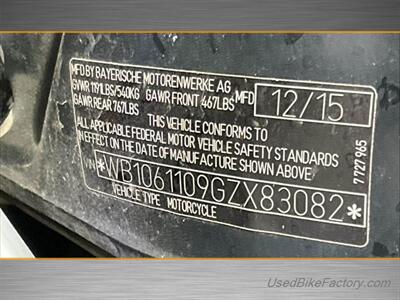 MFD BY BAYERISCHE MOTORENWERKE AG
GVWR 1191LBS/540KG GAWR FRONT 467LBS
GAWR REAR 767LBS
MFD 12/15
THIS VEHICLE CONFORMS TO
ALL APPLICABLE FEDERAL MOTOR VEHICLE SAFETY STANDARDS
IN EFFECT ON THE DATE OF MANUFACTURE SHOWN ABOVE
VIN *WB1061109GZX83082*
VEHICLE TYPE MOTORCYCLE
7727965
UsedBikeFactory.com